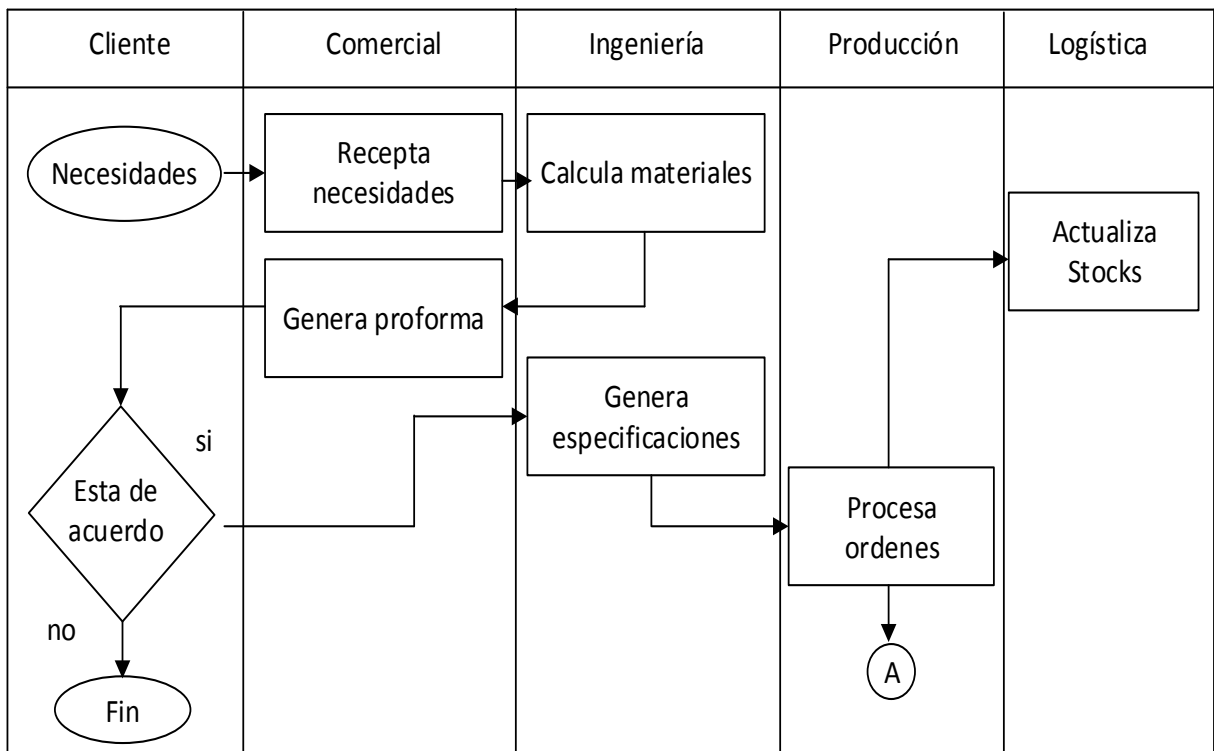 Cliente
Comercial
Ingeniería
Producción
Logística
Necesidades
Recepta
necesidades
Calcula materiales
Actualiza
Stocks
Genera proforma
Genera
especificaciones
si
Esta de
acuerdo
Procesa
ordenes
no
A
Fin